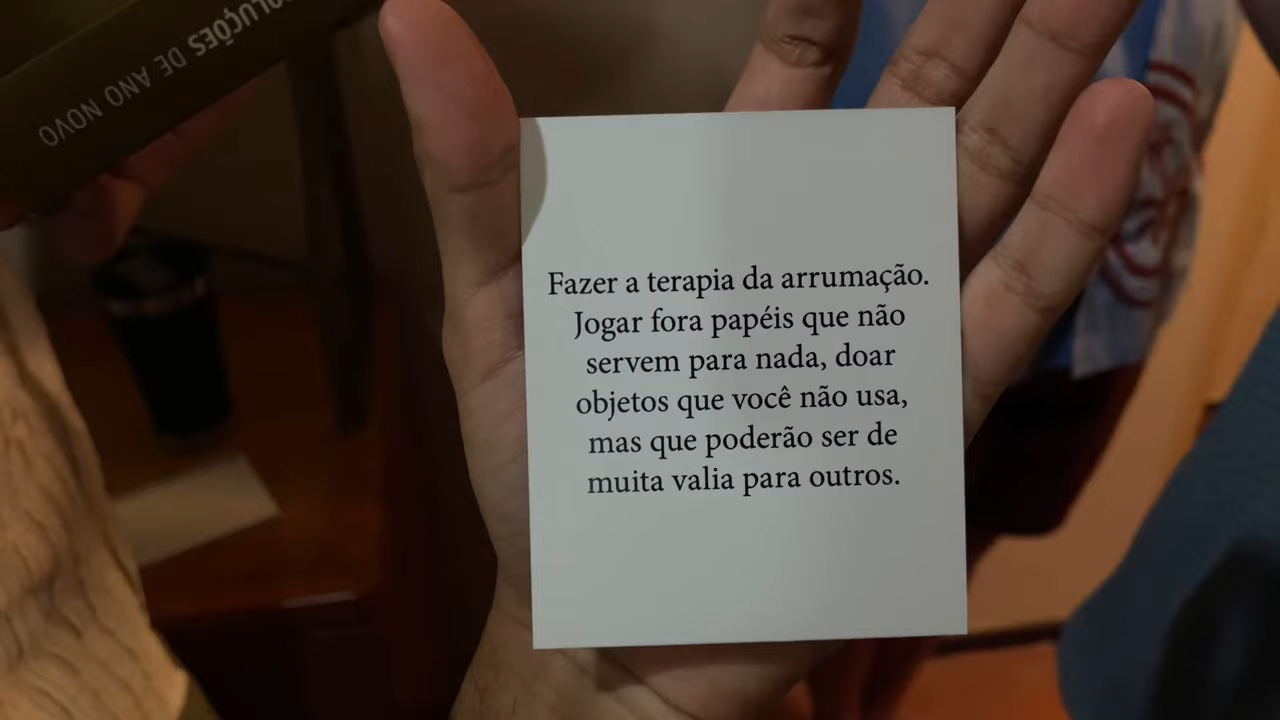 OLUÇÕES DE ANO NOVO
Fazer a terapia da arrumação.
Jogar fora papéis que não
servem para nada, doar
objetos que você não usa,
mas que poderão ser de
muita valia para outros.